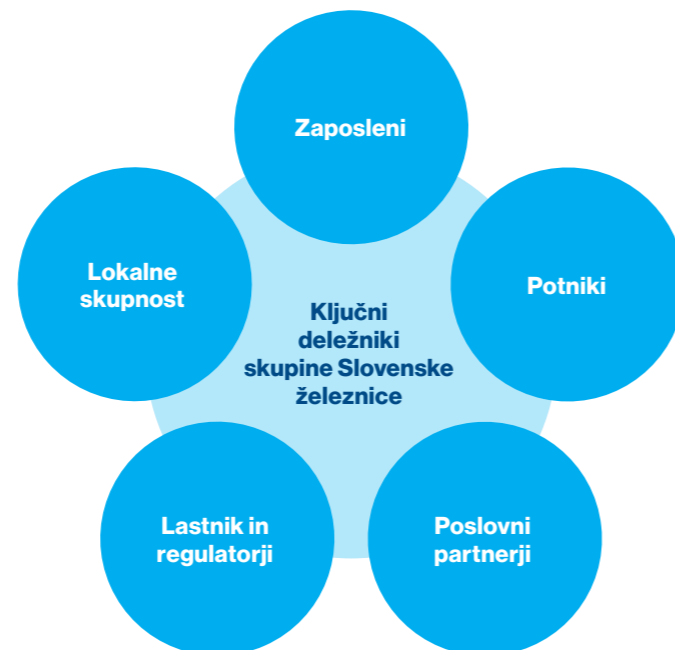 Zaposleni
Lokalne
skupnost
Potniki
Ključni
deležniki
skupine Slovenske
železnice
Lastnik in
regulatorji
Poslovni
partnerji